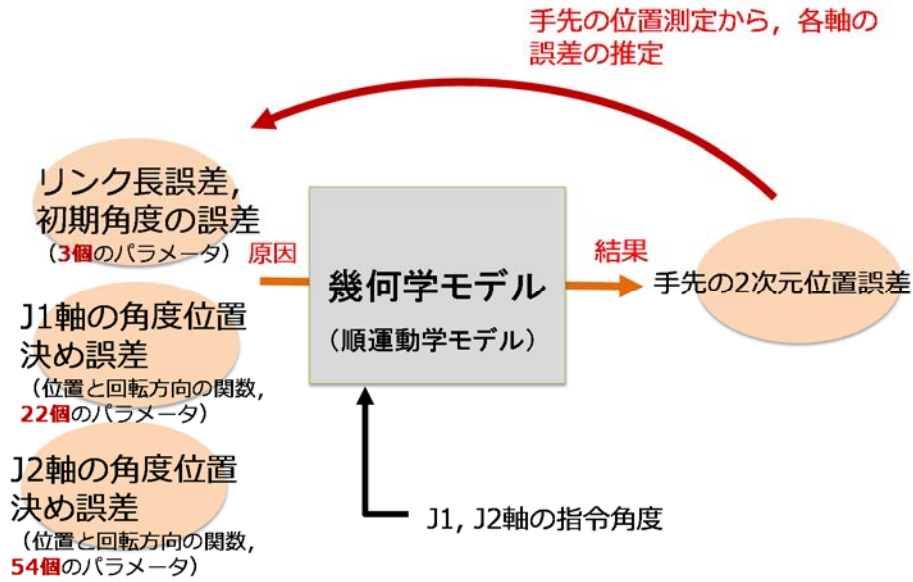 手先の位置測定から，各軸の
誤差の推定
リンク長誤差，
初期角度の誤差
（3個のパラメータ）
原因
J1軸の角度位置
決め誤差
（位置と回転方向の関数，
22個のパラメータ）
J2軸の角度位置
決め誤差
（位置と回転方向の関数，
54個のパラメータ）
幾何学モデル
（順運動学モデル）
結果
手先の2次元位置誤差
J1, J2軸の指令角度